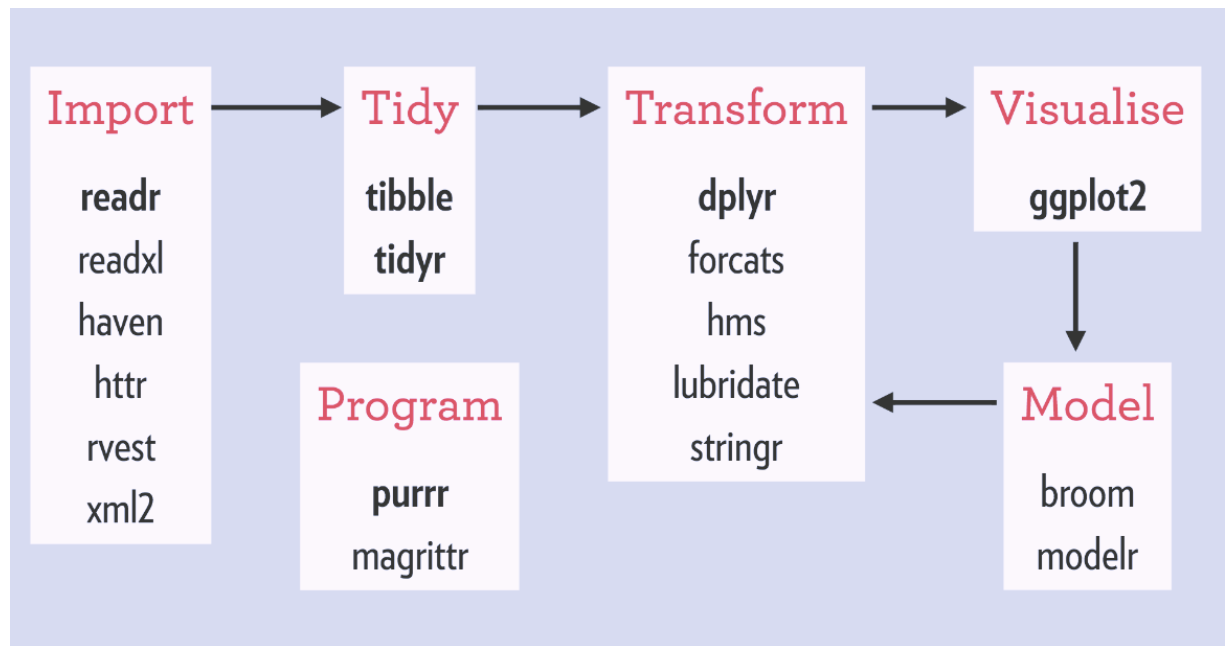 Import
readr
readxl
haven
httr
rvest
xml2
Tidy
tibble
tidyr
Program
purrr
magrittr
Transform
dplyr
forcats
hms
lubridate
stringr
Visualise
ggplot2
Model
broom
modelr